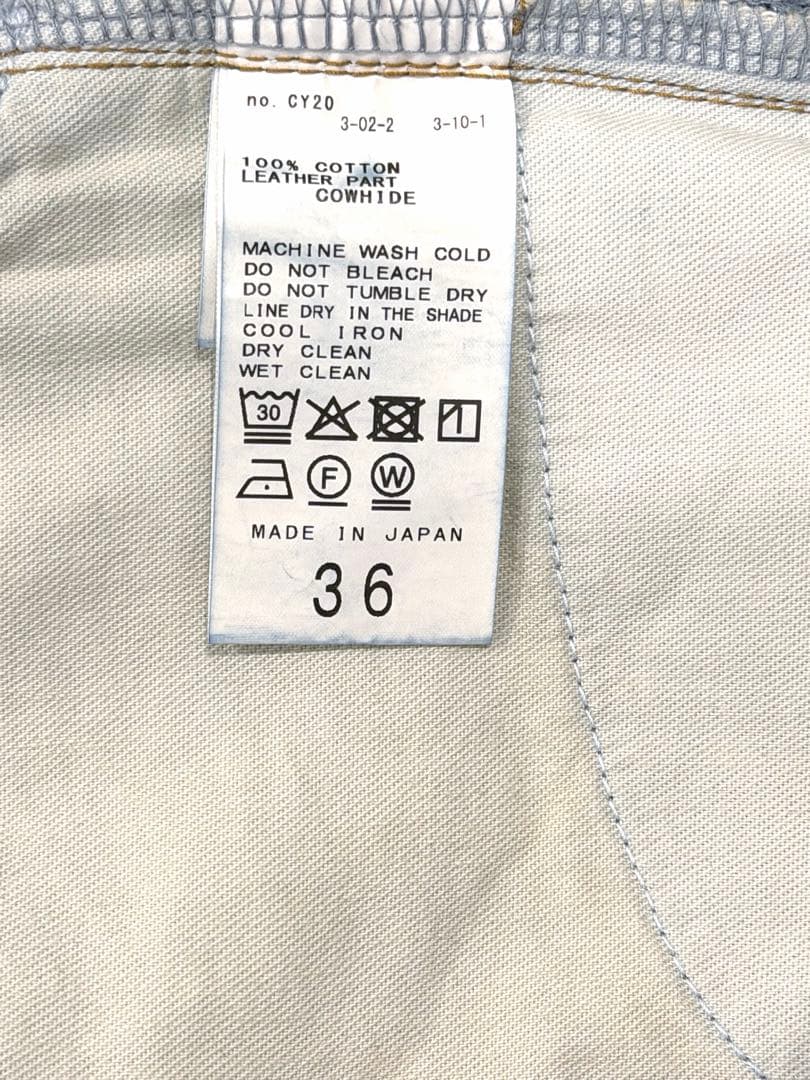 no. CY20
3-02-2 3-10-1
100% COTTON
LEATHER PART
COWHIDE
MACHINE WASH COLD
DO NOT BLEACH
DO NOT TUMBLE DRY
LINE DRY IN THE SHADE
COOL IRON
DRY CLEAN
WET CLEAN
30
F W
MADE IN JAPAN
36